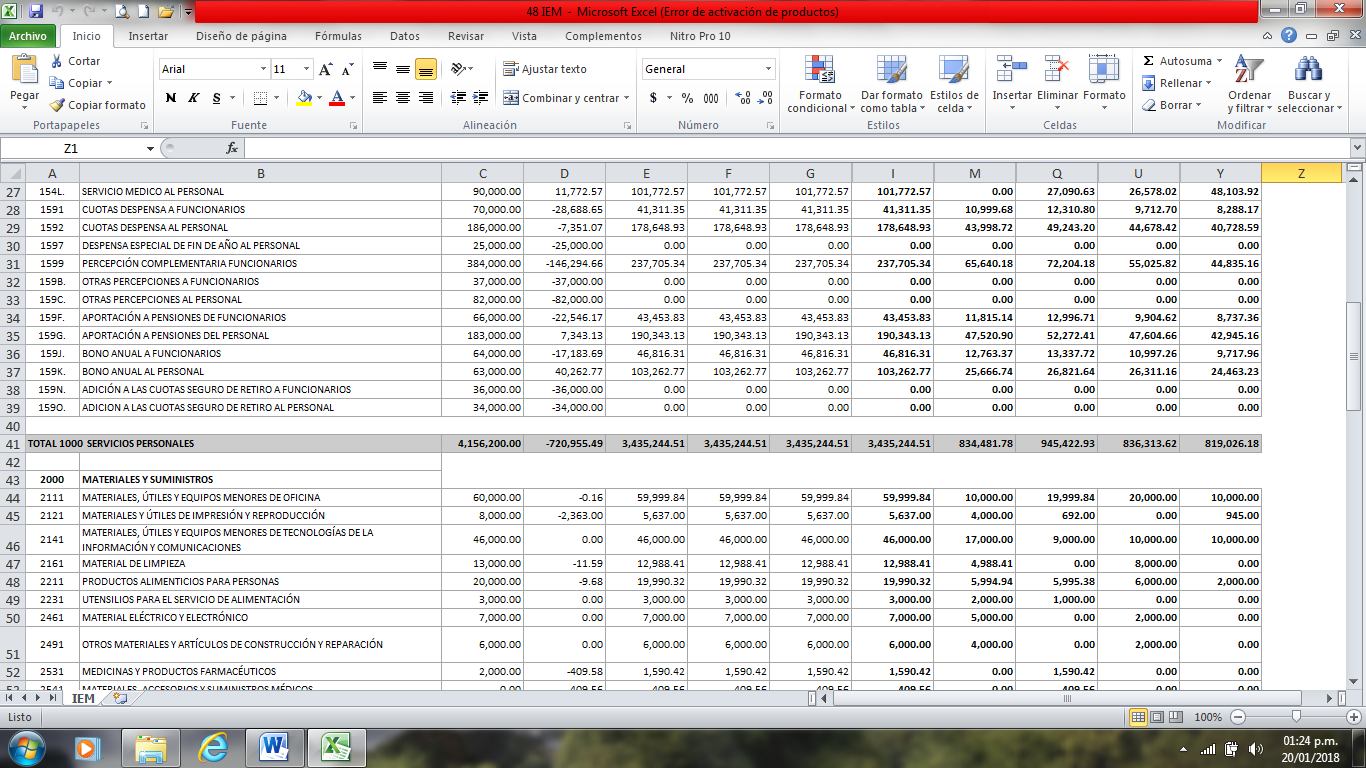 48 IEM - Microsoft Excel (Error de activación de productos)
Archivo Inicio Insertar Diseño de página Fórmulas Datos Revisar Vista Complementos Nitro Pro 10
Pegar Cortar Copiar Copiar formato Portapapeles
Arial 11 N K S Fuente
Ajustar texto Combinar y centrar Alineación
General $ % 000 Número
Formato condicional Dar formato como tabla Estilos de celda Estilos
Insertar Eliminar Formato Celdas
Σ Autosuma Rellenar Borrar Ordenar y filtrar Buscar y seleccionar Modificar
Z1 fx
A B C D E F G I M Q U Y Z
27 154L. SERVICIO MEDICO AL PERSONAL 90,000.00 11,772.57 101,772.57 101,772.57 101,772.57 101,772.57 0.00 27,090.63 26,578.02 48,103.92
28 1591 CUOTAS DESPENSA A FUNCIONARIOS 70,000.00 -28,688.65 41,311.35 41,311.35 41,311.35 41,311.35 10,999.68 12,310.80 9,712.70 8,288.17
29 1592 CUOTAS DESPENSA AL PERSONAL 186,000.00 -7,351.07 178,648.93 178,648.93 178,648.93 178,648.93 43,998.72 49,243.20 44,678.42 40,728.59
30 1597 DESPENSA ESPECIAL DE FIN DE AÑO AL PERSONAL 25,000.00 -25,000.00 0.00 0.00 0.00 0.00 0.00 0.00 0.00 0.00
31 1599 PERCEPCIÓN COMPLEMENTARIA FUNCIONARIOS 384,000.00 -146,294.66 237,705.34 237,705.34 237,705.34 237,705.34 65,640.18 72,204.18 55,025.82 44,835.16
32 159B. OTRAS PERCEPCIONES A FUNCIONARIOS 37,000.00 -37,000.00 0.00 0.00 0.00 0.00 0.00 0.00 0.00 0.00
33 159C. OTRAS PERCEPCIONES AL PERSONAL 82,000.00 -82,000.00 0.00 0.00 0.00 0.00 0.00 0.00 0.00 0.00
34 159F. APORTACIÓN A PENSIONES DE FUNCIONARIOS 66,000.00 -22,546.17 43,453.83 43,453.83 43,453.83 43,453.83 11,815.14 12,996.71 9,904.62 8,737.36
35 159G. APORTACIÓN A PENSIONES DEL PERSONAL 183,000.00 7,343.13 190,343.13 190,343.13 190,343.13 190,343.13 47,520.90 52,272.41 47,604.66 42,945.16
36 159J. BONO ANUAL A FUNCIONARIOS 64,000.00 -17,183.69 46,816.31 46,816.31 46,816.31 46,816.31 12,763.37 13,337.72 10,997.26 9,717.96
37 159K. BONO ANUAL AL PERSONAL 63,000.00 40,262.77 103,262.77 103,262.77 103,262.77 103,262.77 25,666.74 26,821.64 26,311.16 24,463.23
38 159N. ADICIÓN A LAS CUOTAS SEGURO DE RETIRO A FUNCIONARIOS 36,000.00 -36,000.00 0.00 0.00 0.00 0.00 0.00 0.00 0.00 0.00
39 159O. ADICION A LAS CUOTAS SEGURO DE RETIRO AL PERSONAL 34,000.00 -34,000.00 0.00 0.00 0.00 0.00 0.00 0.00 0.00 0.00
40
41 TOTAL 1000 SERVICIOS PERSONALES 4,156,200.00 -720,955.49 3,435,244.51 3,435,244.51 3,435,244.51 3,435,244.51 834,481.78 945,422.93 836,313.62 819,026.18
42
43 2000 MATERIALES Y SUMINISTROS
44 2111 MATERIALES, ÚTILES Y EQUIPOS MENORES DE OFICINA 60,000.00 -0.16 59,999.84 59,999.84 59,999.84 59,999.84 10,000.00 19,999.84 20,000.00 10,000.00
45 2121 MATERIALES Y ÚTILES DE IMPRESIÓN Y REPRODUCCIÓN 8,000.00 -2,363.00 5,637.00 5,637.00 5,637.00 5,637.00 4,000.00 692.00 0.00 945.00
46 2141 MATERIALES, ÚTILES Y EQUIPOS MENORES DE TECNOLOGÍAS DE LA
INFORMACIÓN Y COMUNICACIONES 46,000.00 0.00 46,000.00 46,000.00 46,000.00 46,000.00 17,000.00 9,000.00 10,000.00 10,000.00
47 2161 MATERIAL DE LIMPIEZA 13,000.00 -11.59 12,988.41 12,988.41 12,988.41 12,988.41 4,988.41 0.00 8,000.00 0.00
48 2211 PRODUCTOS ALIMENTICIOS PARA PERSONAS 20,000.00 -9.68 19,990.32 19,990.32 19,990.32 19,990.32 5,994.94 5,995.38 6,000.00 2,000.00
49 2231 UTENSILIOS PARA EL SERVICIO DE ALIMENTACIÓN 3,000.00 0.00 3,000.00 3,000.00 3,000.00 3,000.00 2,000.00 1,000.00 0.00 0.00
50 2461 MATERIAL ELÉCTRICO Y ELECTRÓNICO 7,000.00 0.00 7,000.00 7,000.00 7,000.00 7,000.00 5,000.00 0.00 2,000.00 0.00
51 2491 OTROS MATERIALES Y ARTÍCULOS DE CONSTRUCCIÓN Y REPARACIÓN 6,000.00 0.00 6,000.00 6,000.00 6,000.00 6,000.00 4,000.00 0.00 2,000.00 0.00
52 2531 MEDICINAS Y PRODUCTOS FARMACÉUTICOS 2,000.00 -409.58 1,590.42 1,590.42 1,590.42 1,590.42 0.00 1,590.42 0.00 0.00
53 2541 MATERIALES, ACCESORIOS Y SUMINISTROS MÉDICOS 0.00 409.56 409.56 409.56 409.56 409.56 0.00 409.56 0.00 0.00
IEM
Listo 100%
01:24 p.m.
20/01/2018